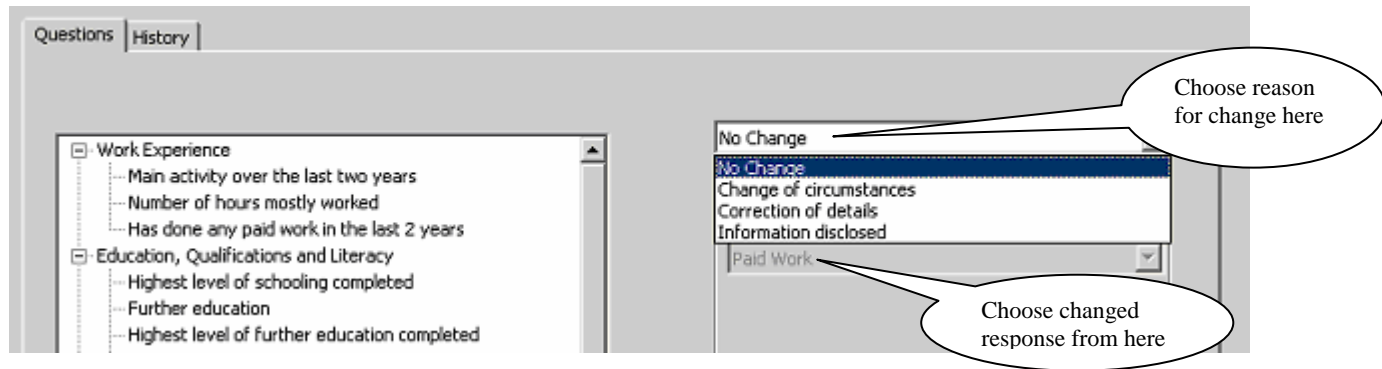 Questions
History
Choose reason
for change here
Work Experience
Main activity over the last two years
Number of hours mostly worked
Has done any paid work in the last 2 years
Education, Qualifications and Literacy
Highest level of schooling completed
Further education
Highest level of further education completed
No Change
No Change
Change of circumstances
Correction of details
Information disclosed
Paid Work
Choose changed
response from here